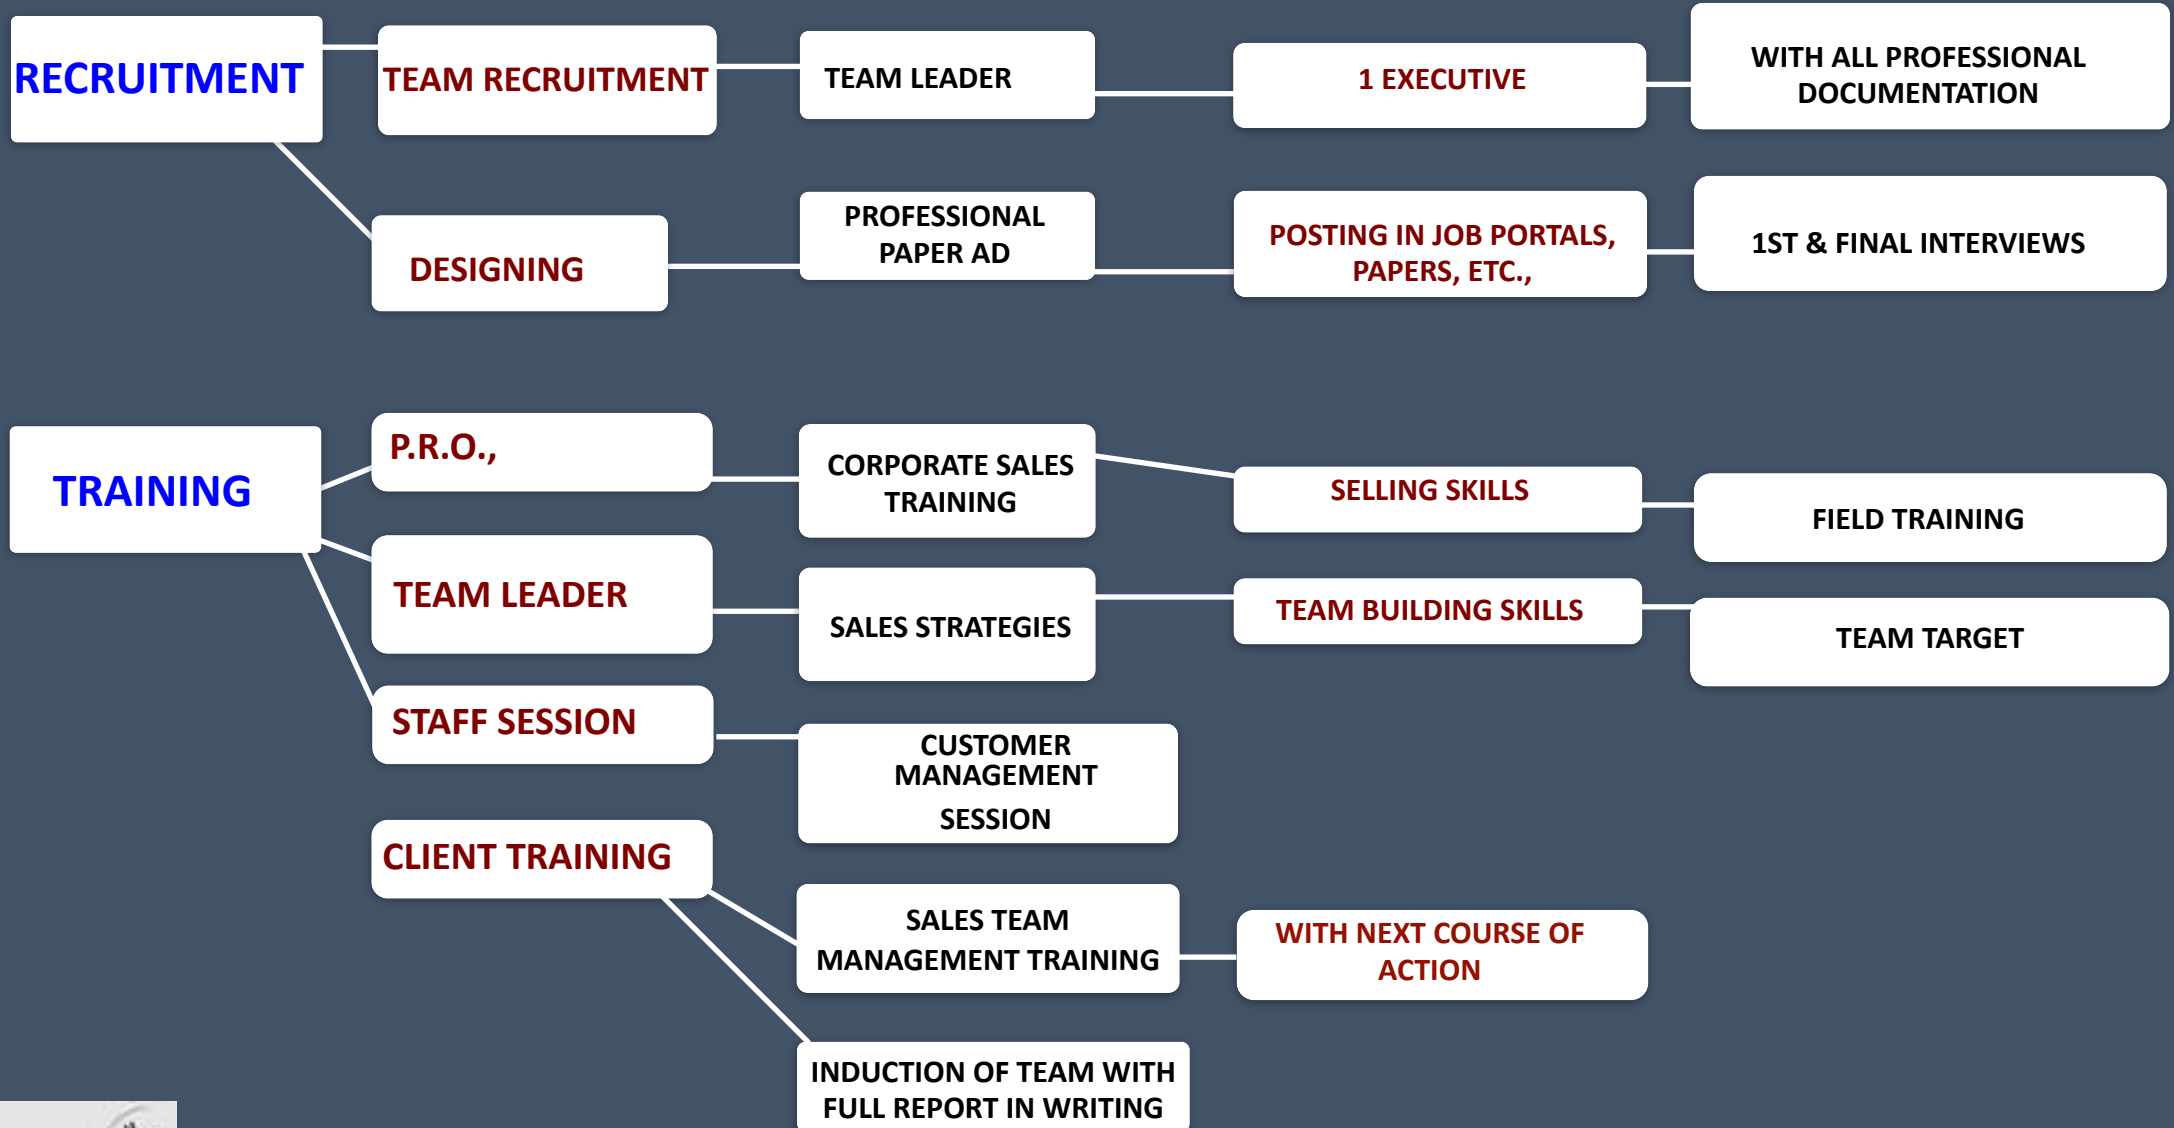 RECRUITMENT
TEAM RECRUITMENT
TEAM LEADER
1 EXECUTIVE
WITH ALL PROFESSIONAL
DOCUMENTATION
DESIGNING
PROFESSIONAL
PAPER AD
POSTING IN JOB PORTALS,
PAPERS, ETC.,
1ST & FINAL INTERVIEWS
TRAINING
P.R.O.,
CORPORATE SALES
TRAINING
SELLING SKILLS
FIELD TRAINING
TEAM LEADER
SALES STRATEGIES
TEAM BUILDING SKILLS
TEAM TARGET
STAFF SESSION
CUSTOMER
MANAGEMENT
SESSION
CLIENT TRAINING
SALES TEAM
MANAGEMENT TRAINING
WITH NEXT COURSE OF
ACTION
INDUCTION OF TEAM WITH
FULL REPORT IN WRITING